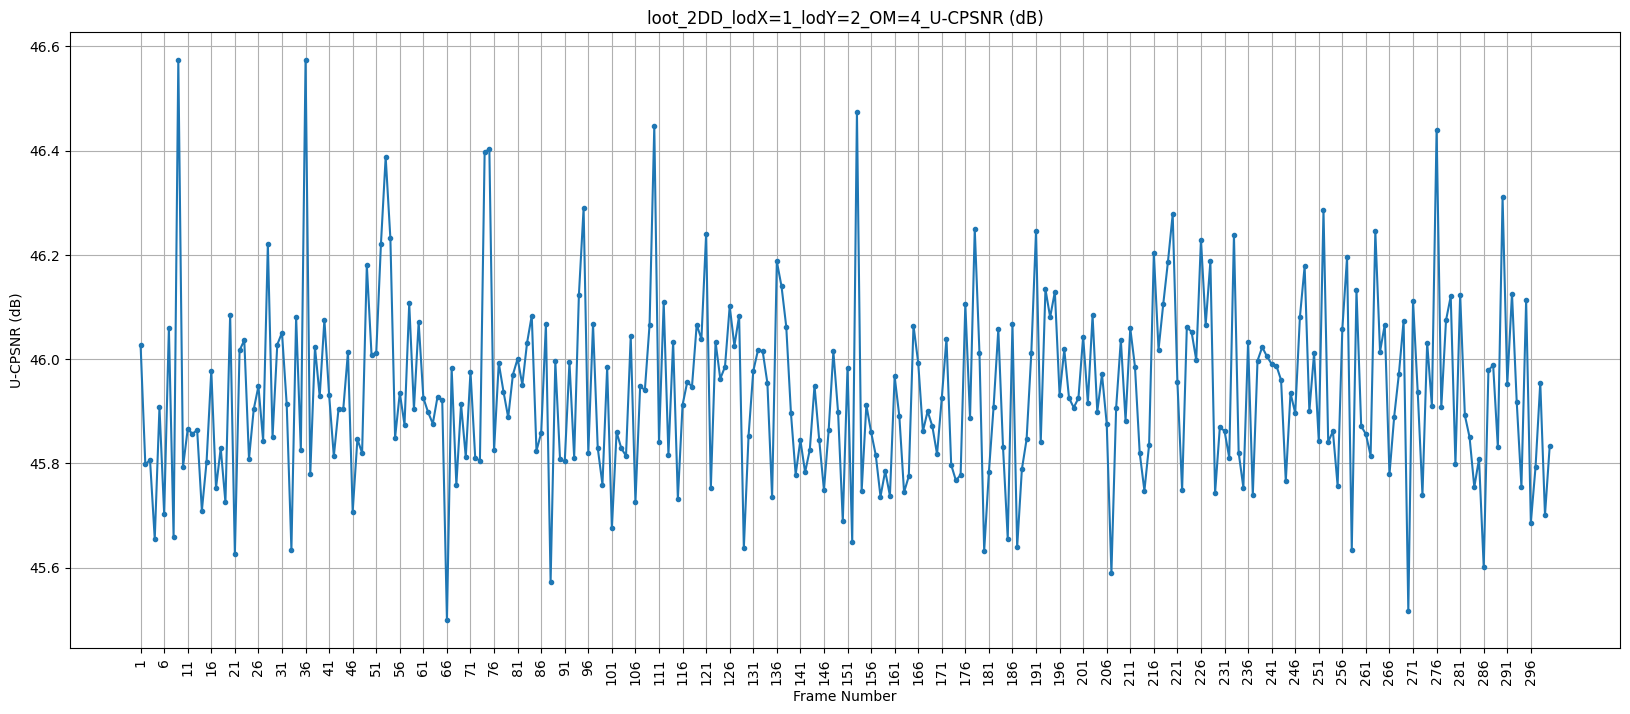 loot_2DD_lodX=1_lodY=2_OM=4_U-CPSNR (dB)
U-CPSNR (dB)
46.6
46.4
46.2
46.0
45.8
45.6
1 6 11 16 21 26 31 36 41 46 51 56 61 66 71 76 81 86 91 96 101 106 111 116 121 126 131 136 141 146 151 156 161 166 171 176 181 186 191 196 201 206 211 216 221 226 231 236 241 246 251 256 261 266 271 276 281 286 291 296
Frame Number